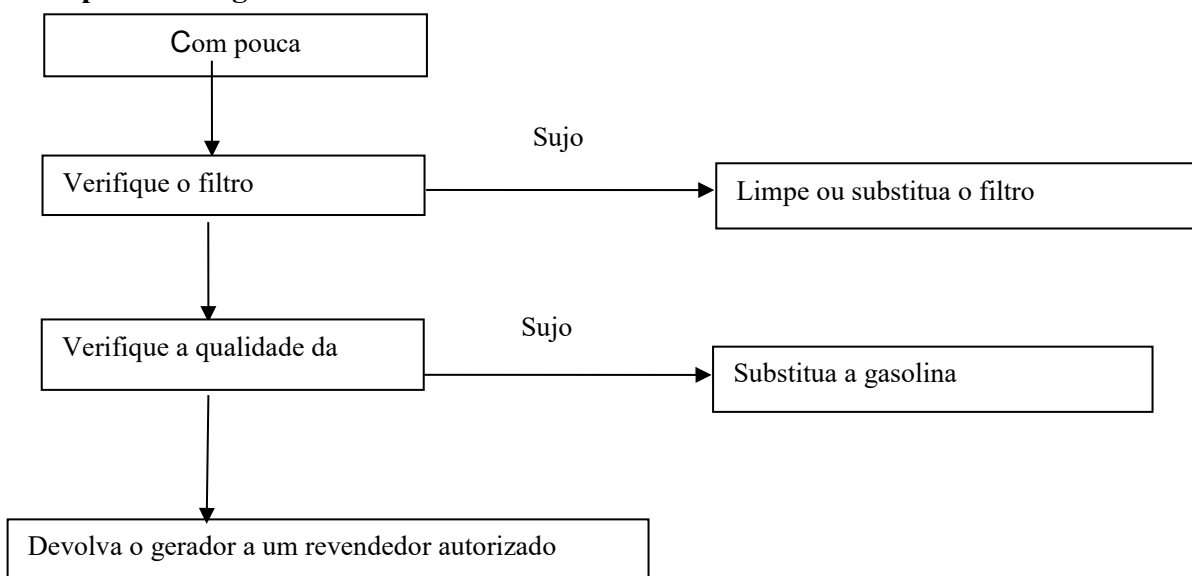 Com pouca
Sujo
Verifique o filtro
Limpe ou substitua o filtro
Sujo
Verifique a qualidade da
Substitua a gasolina
Devolva o gerador a um revendedor autorizado